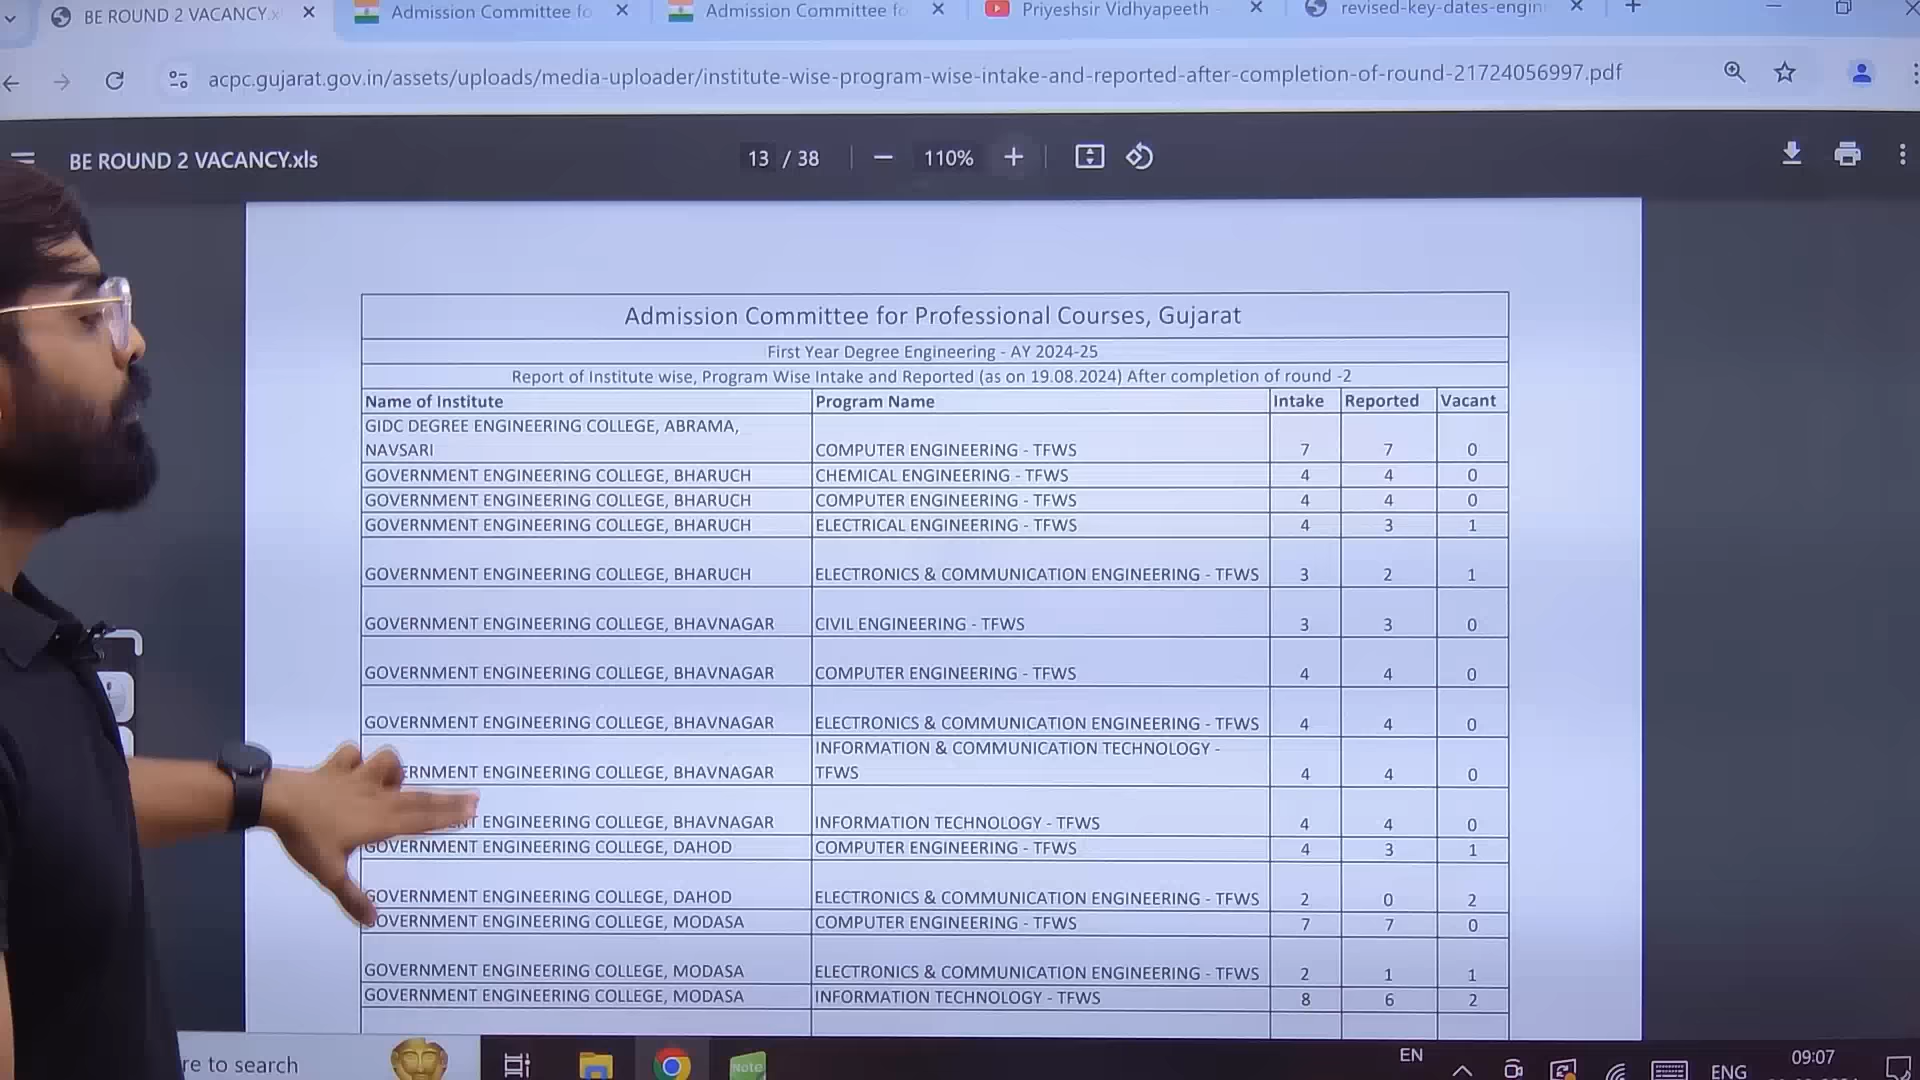 BE ROUND 2 VACANCY.x
Admission Committee fo
Admission Committee fo
Priyeshsir Vidhyapeeth
revised-key-dates-engin
acpc.gujarat.gov.in/assets/uploads/media-uploader/institute-wise-program-wise-intake-and-reported-after-completion-of-round-21724056997.pdf
BE ROUND 2 VACANCY.xls
13 / 38
110%
Admission Committee for Professional Courses, Gujarat
First Year Degree Engineering - AY 2024-25
Report of Institute wise, Program Wise Intake and Reported (as on 19.08.2024) After completion of round -2
Name of Institute Program Name Intake Reported Vacant
GIDC DEGREE ENGINEERING COLLEGE, ABRAMA,
NAVSARI COMPUTER ENGINEERING - TFWS 7 7 0
GOVERNMENT ENGINEERING COLLEGE, BHARUCH CHEMICAL ENGINEERING - TFWS 4 4 0
GOVERNMENT ENGINEERING COLLEGE, BHARUCH COMPUTER ENGINEERING - TFWS 4 4 0
GOVERNMENT ENGINEERING COLLEGE, BHARUCH ELECTRICAL ENGINEERING - TFWS 4 3 1
GOVERNMENT ENGINEERING COLLEGE, BHARUCH ELECTRONICS & COMMUNICATION ENGINEERING - TFWS 3 2 1
GOVERNMENT ENGINEERING COLLEGE, BHAVNAGAR CIVIL ENGINEERING - TFWS 3 3 0
GOVERNMENT ENGINEERING COLLEGE, BHAVNAGAR COMPUTER ENGINEERING - TFWS 4 4 0
GOVERNMENT ENGINEERING COLLEGE, BHAVNAGAR ELECTRONICS & COMMUNICATION ENGINEERING - TFWS 4 4 0
INFORMATION & COMMUNICATION TECHNOLOGY -
ERNMENT ENGINEERING COLLEGE, BHAVNAGAR TFWS 4 4 0
NT ENGINEERING COLLEGE, BHAVNAGAR INFORMATION TECHNOLOGY - TFWS 4 4 0
GOVERNMENT ENGINEERING COLLEGE, DAHOD COMPUTER ENGINEERING - TFWS 4 3 1
GOVERNMENT ENGINEERING COLLEGE, DAHOD ELECTRONICS & COMMUNICATION ENGINEERING - TFWS 2 0 2
GOVERNMENT ENGINEERING COLLEGE, MODASA COMPUTER ENGINEERING - TFWS 7 7 0
GOVERNMENT ENGINEERING COLLEGE, MODASA ELECTRONICS & COMMUNICATION ENGINEERING - TFWS 2 1 1
GOVERNMENT ENGINEERING COLLEGE, MODASA INFORMATION TECHNOLOGY - TFWS 8 6 2
re to search
Note
EN
ENG
09:07